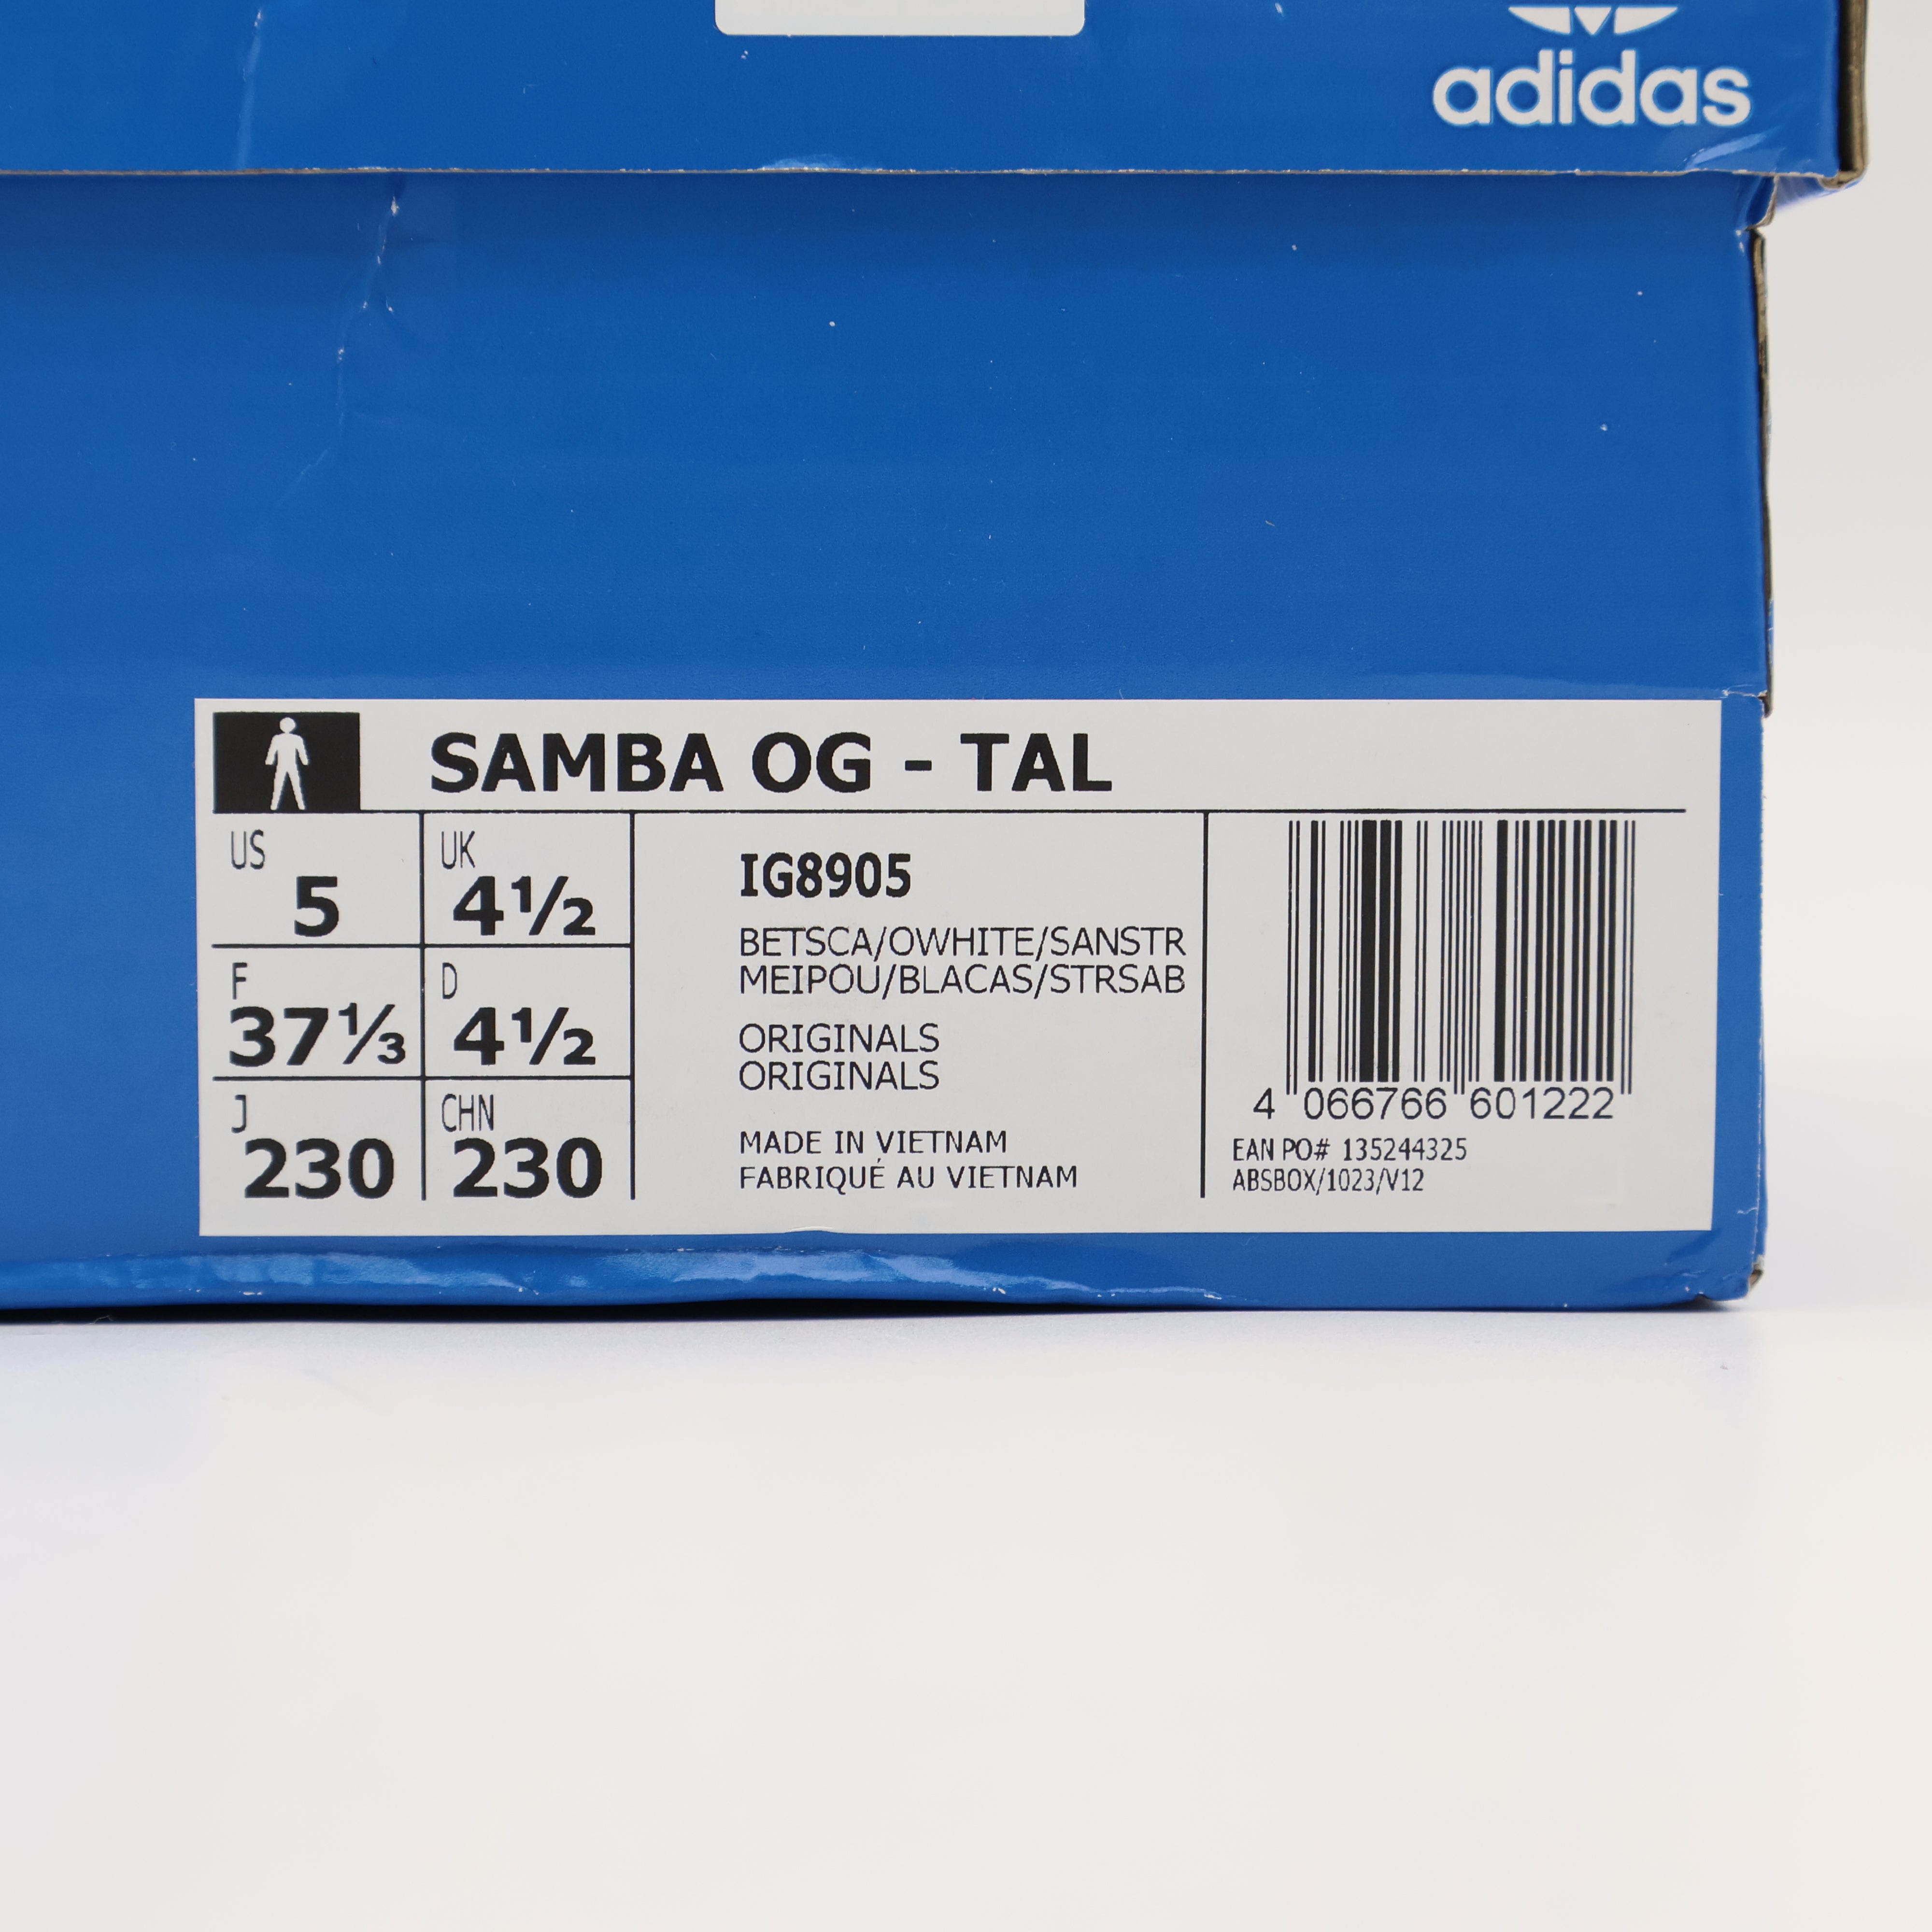 adidas
SAMBA OG - TAL
US
5
UK
4½
F
37⅓
D
4½
J
230
CHN
230
IG8905
BETSCA/OWHITE/SANSTR
MEIPOU/BLACAS/STRSAB
ORIGINALS
ORIGINALS
MADE IN VIETNAM
FABRIQUÉ AU VIETNAM
4 066766 601222
EAN PO# 135244325
ABSBOX/1023/V12